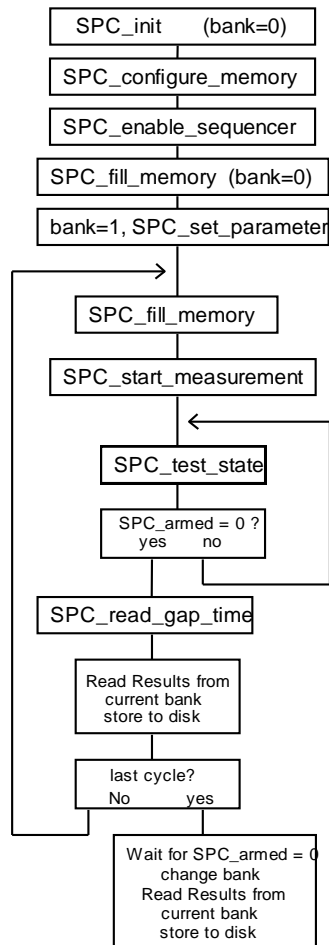 SPC_init (bank=0)
SPC_configure_memory
SPC_enable_sequencer
SPC_fill_memory (bank=0)
bank=1, SPC_set_parameter
SPC_fill_memory
SPC_start_measurement
SPC_test_state
SPC_armed = 0 ?
yes no
SPC_read_gap_time
Read Results from
current bank
store to disk
last cycle?
No yes
Wait for SPC_armed = 0
change bank
Read Results from
current bank
store to disk